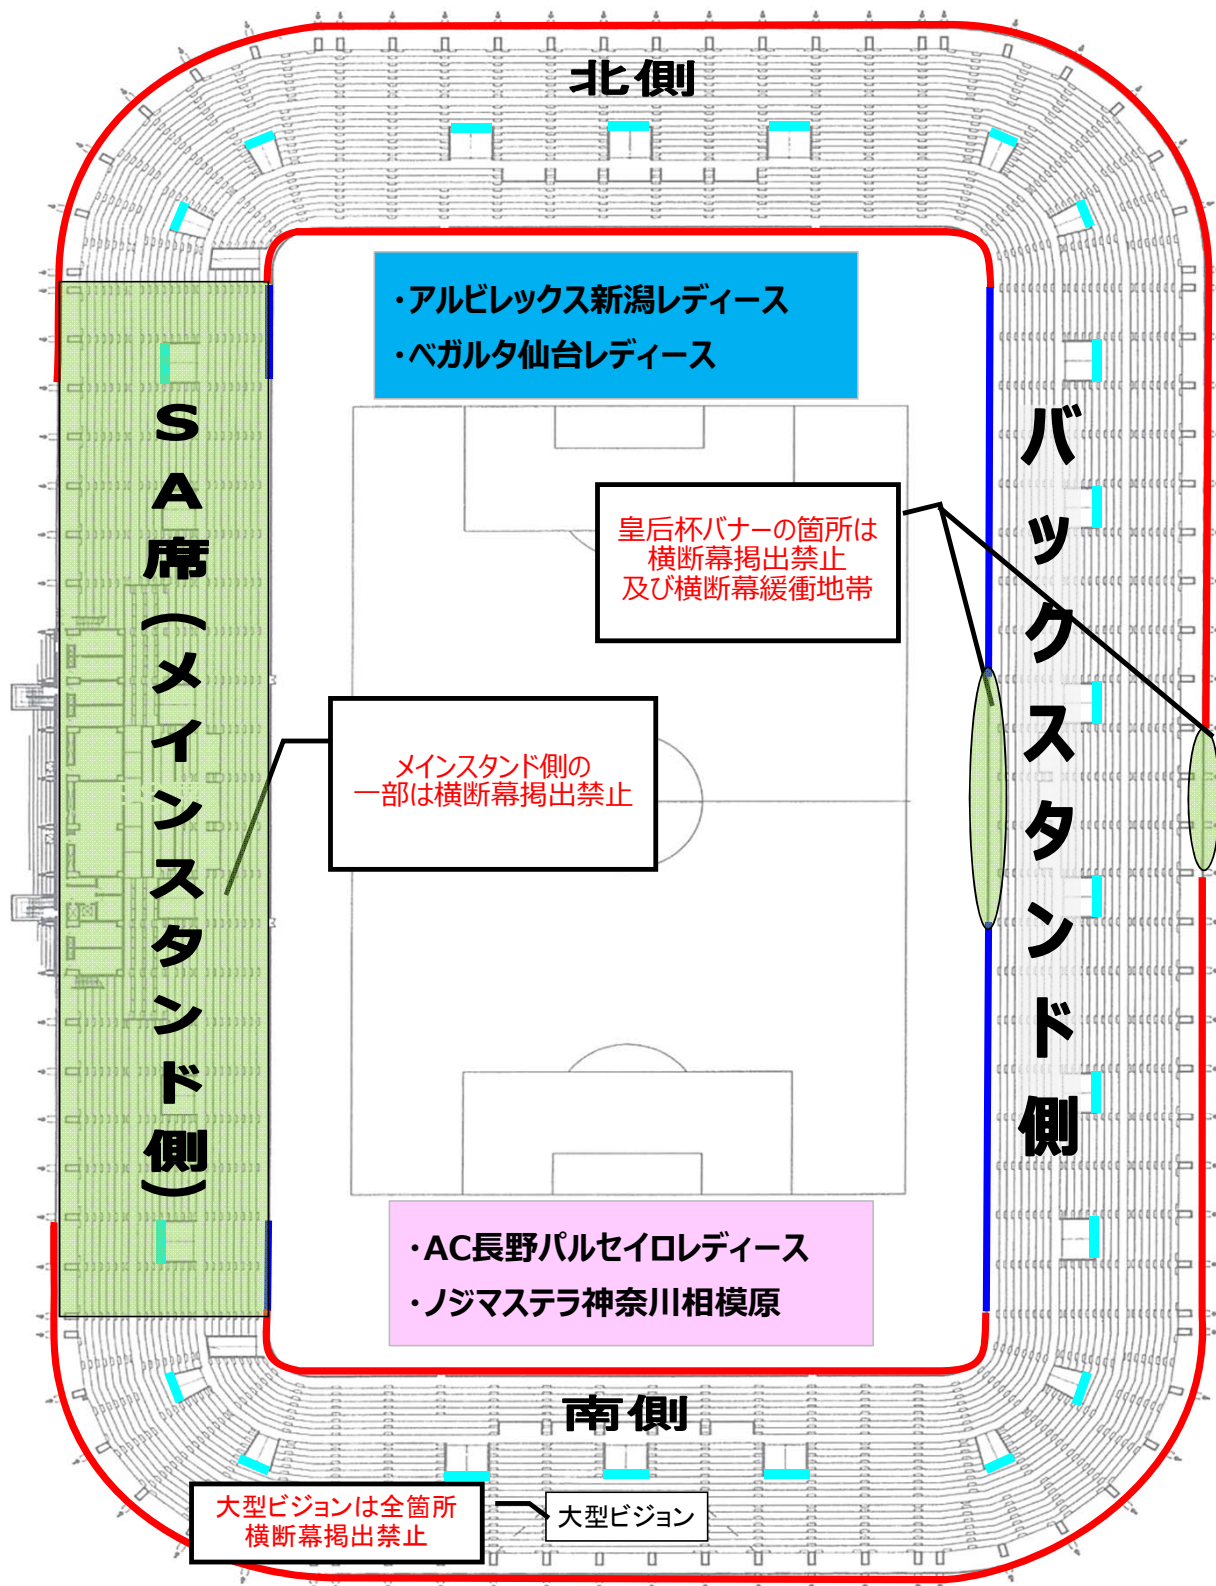 北側
・アルビレックス新潟レディース
・ベガルタ仙台レディース
SA席(メインスタンド側)
バックスタンド側
皇后杯バナーの箇所は
横断幕掲出禁止
及び横断幕緩衝地帯
メインスタンド側の
一部は横断幕掲出禁止
・AC長野パルセイロレディース
・ノジマステラ神奈川相模原
南側
大型ビジョンは全箇所
横断幕掲出禁止
大型ビジョン